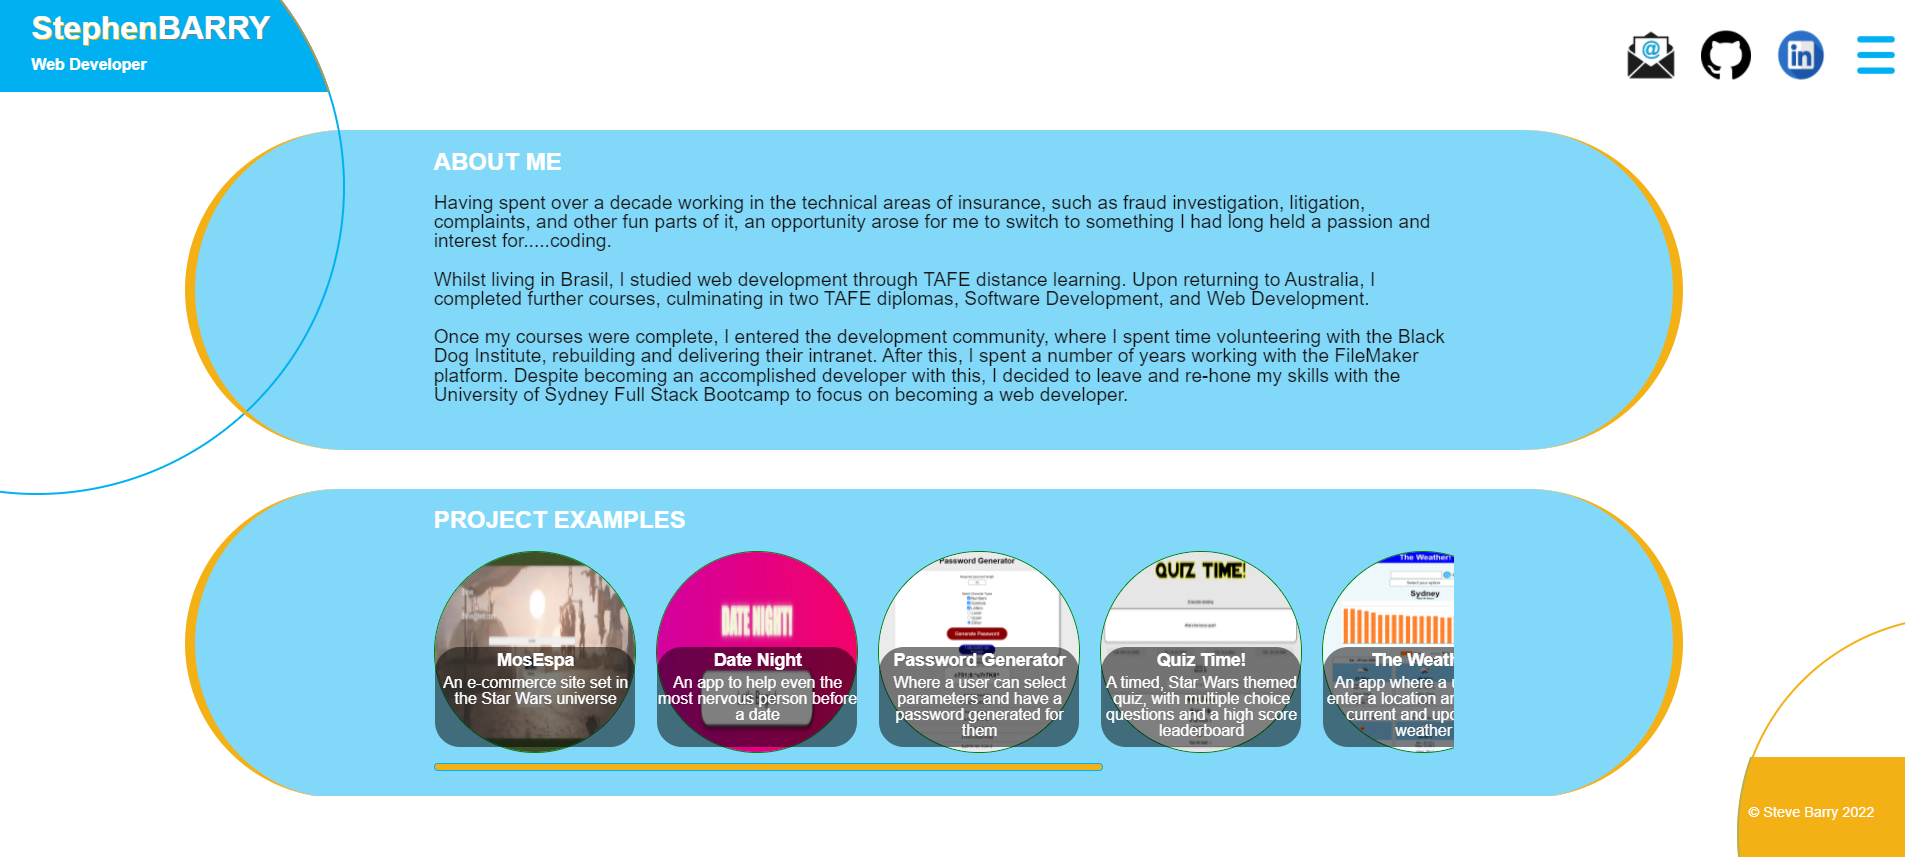 StephenBARRY
Web Developer
ABOUT ME
Having spent over a decade working in the technical areas of insurance, such as fraud investigation, litigation,
complaints, and other fun parts of it, an opportunity arose for me to switch to something I had long held a passion and
interest for.....coding.
Whilst living in Brasil, I studied web development through TAFE distance learning. Upon returning to Australia, I
completed further courses, culminating in two TAFE diplomas, Software Development, and Web Development.
Once my courses were complete, I entered the development community, where I spent time volunteering with the Black
Dog Institute, rebuilding and delivering their intranet. After this, I spent a number of years working with the FileMaker
platform. Despite becoming an accomplished developer with this, I decided to leave and re-hone my skills with the
University of Sydney Full Stack Bootcamp to focus on becoming a web developer.
PROJECT EXAMPLES
MosEspa
An e-commerce site set in
the Star Wars universe
DATE NIGHT!
Date Night
An app to help even the
most nervous person before
a date
Password Generator
Generate Password
Password Generator
Where a user can select
parameters and have a
password generated for
them
QUIZ TIME!
Quiz Time!
A timed, Star Wars themed
quiz, with multiple choice
questions and a high score
leaderboard
The Weather!
Select your option
Sydney
The Weath
An app where a u
enter a location an
current and upc
weather
© Steve Barry 2022